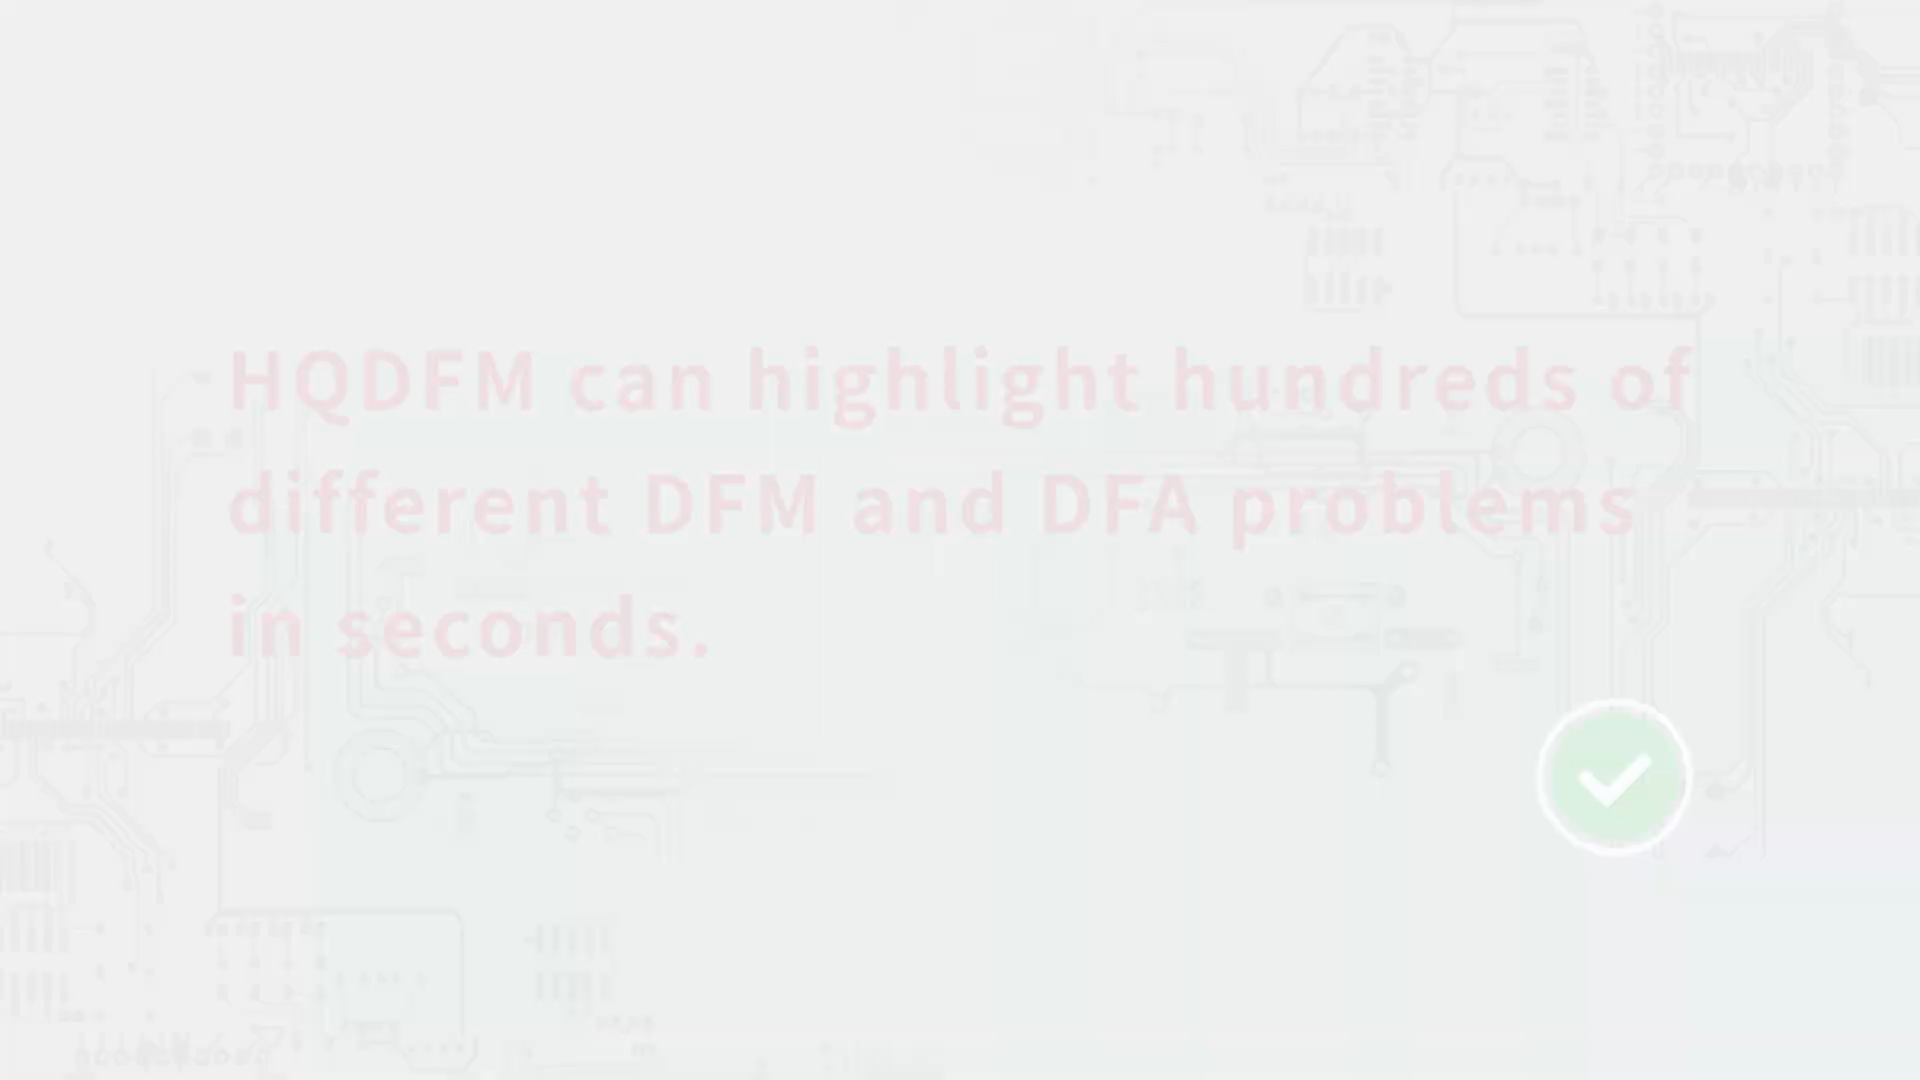 HQDFM can highlight hundreds of
different DFM and DFA problems
in seconds.